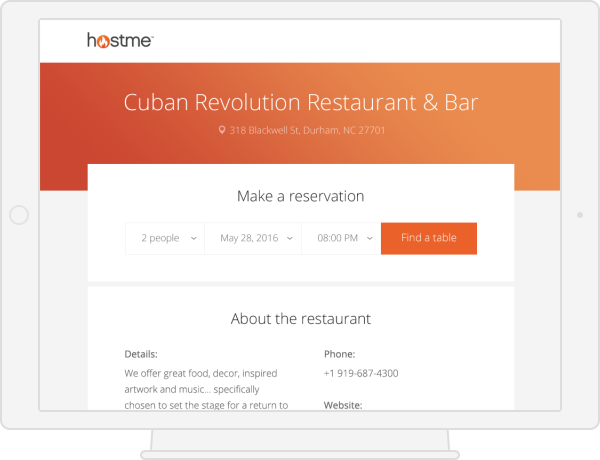 hostme™
Cuban Revolution Restaurant & Bar
318 Blackwell St, Durham, NC 27701
Make a reservation
2 people May 28, 2016 08:00 PM Find a table
About the restaurant
Details: Phone:
We offer great food, decor, inspired +1 919-687-4300
artwork and music... specifically
chosen to set the stage for a return to Website: